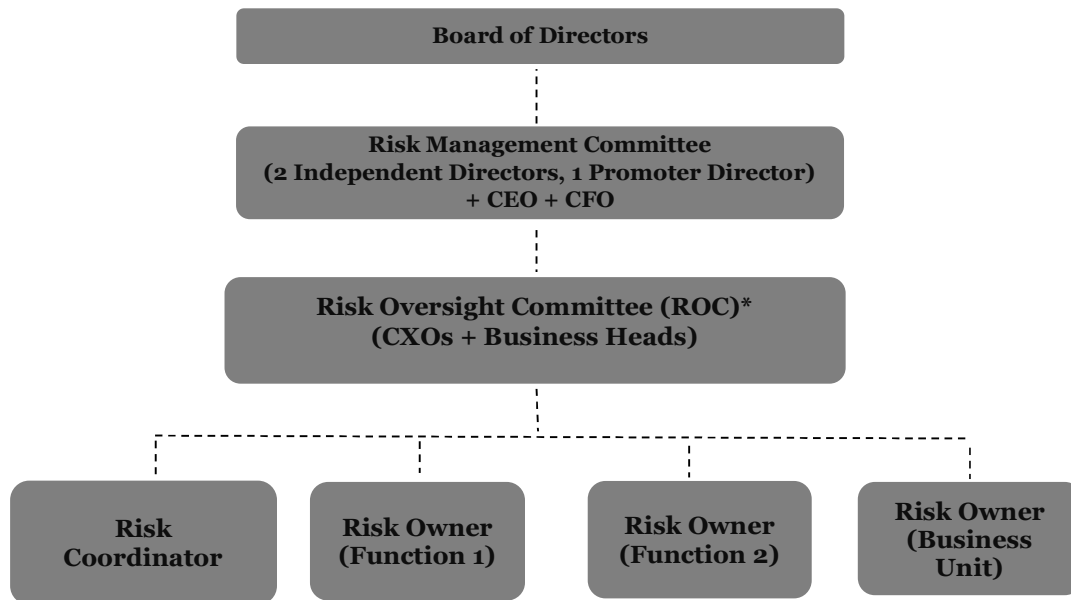 Board of Directors
Risk Management Committee
(2 Independent Directors, 1 Promoter Director)
+ CEO + CFO
Risk Oversight Committee (ROC)*
(CXOs + Business Heads)
Risk
Coordinator
Risk Owner
(Function 1)
Risk Owner
(Function 2)
Risk Owner
(Business
Unit)